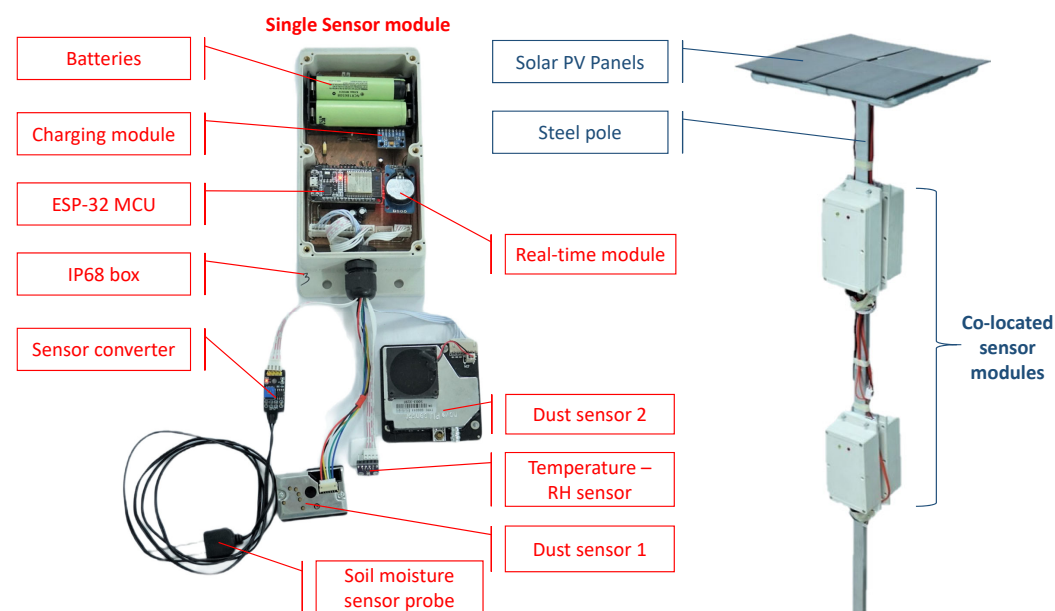 Single Sensor module
Batteries
Charging module
ESP-32 MCU
IP68 box
Sensor converter
Real-time module
Dust sensor 2
Temperature –
RH sensor
Dust sensor 1
Soil moisture
sensor probe
Solar PV Panels
Steel pole
Co-located
sensor
modules
3